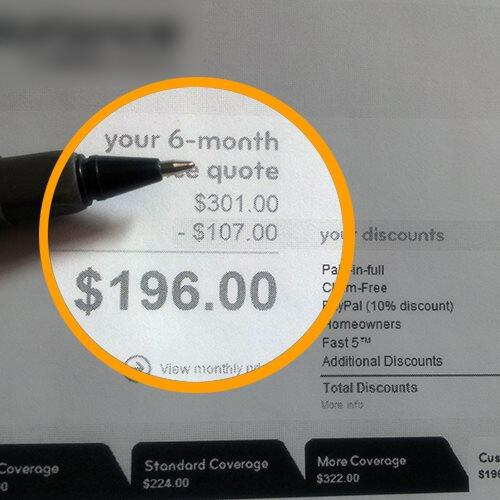 your 6-month
quote
$301.00
- $107.00
$196.00
View monthly
your discounts
Paid-in-full
Claim-Free
PayPal (10% discount)
Homeowners
Fast 5™
Additional Discounts
Total Discounts
More info
Coverage
Standard Coverage
$224.00
More Coverage
$322.00